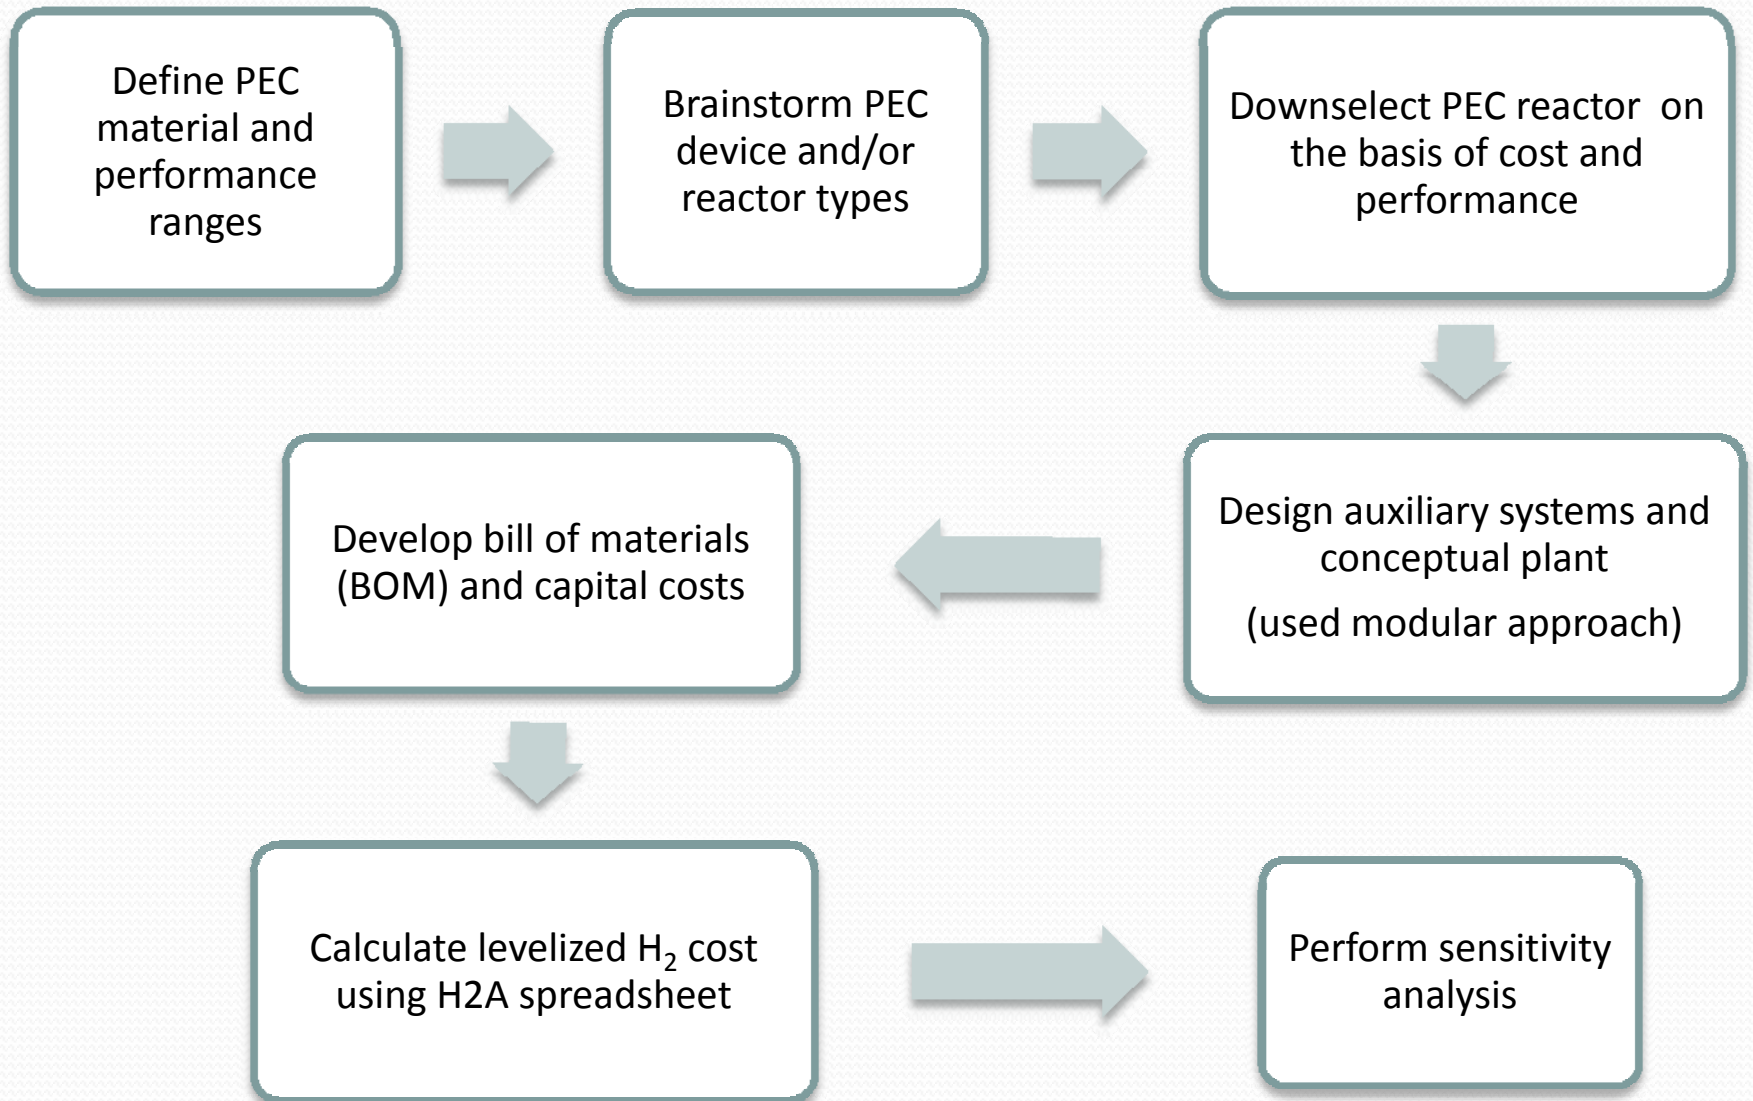 Define PEC
material and
performance
ranges
Brainstorm PEC
device and/or
reactor types
Downselect PEC reactor on
the basis of cost and
performance
Design auxiliary systems and
conceptual plant
(used modular approach)
Develop bill of materials
(BOM) and capital costs
Calculate levelized H₂ cost
using H2A spreadsheet
Perform sensitivity
analysis